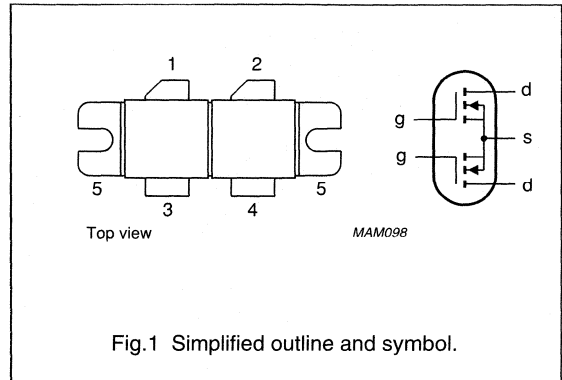 1 2
d
g
s
g
d
5 5
3 4
Top view MAM098
Fig.1 Simplified outline and symbol.